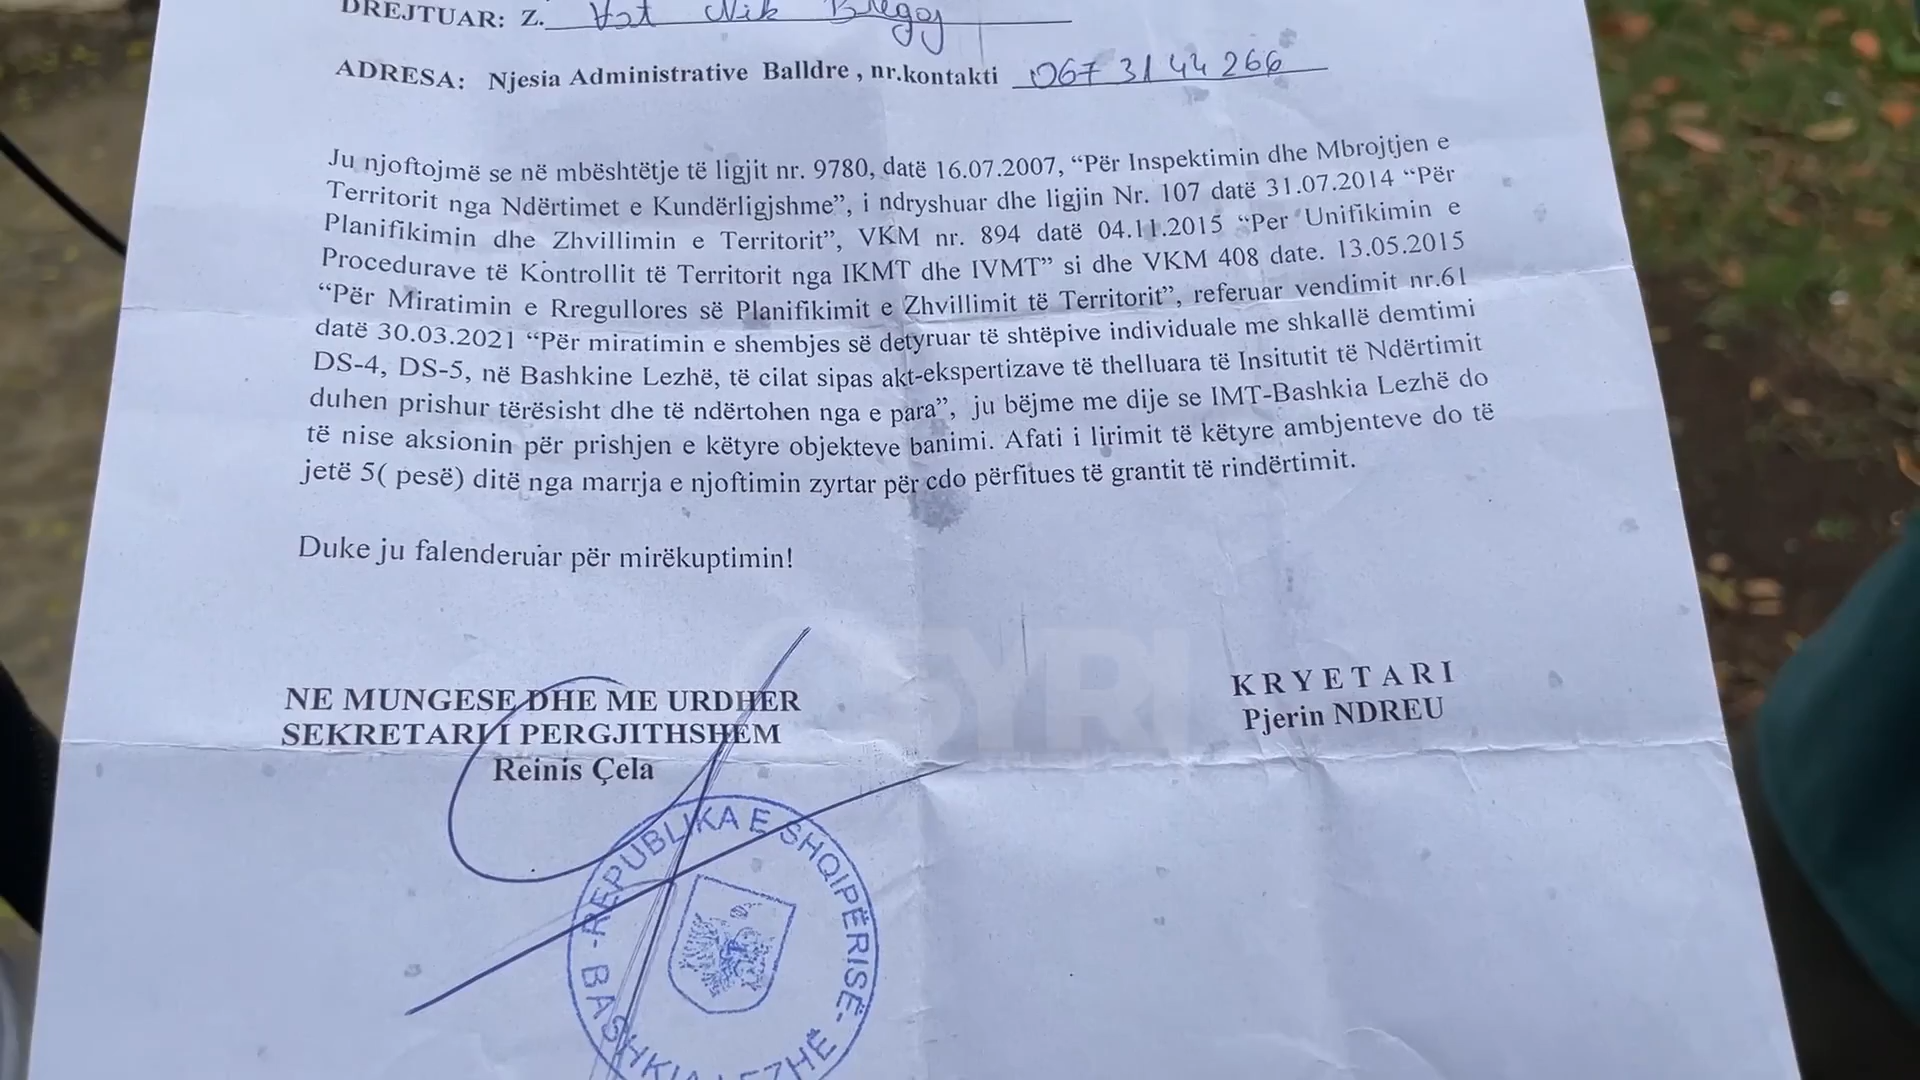 DREJTUAR: Z. Nik
ADRESA: Njesia Administrative Balldre , nr.kontakti 067 31 44 266
Ju njoftojmë se në mbështëtje të ligjit nr. 9780, datë 16.07.2007, “Për Inspektimin dhe Mbrojtjen e
Territorit nga Ndërtimet e Kundërligjshme”, i ndryshuar dhe ligjin Nr. 107 datë 31.07.2014 “Për
Planifikimin dhe Zhvillimin e Territorit”, VKM nr. 894 datë 04.11.2015 “Per Unifikimin e
Procedurave të Kontrollit të Territorit nga IKMT dhe IVMT” si dhe VKM 408 date. 13.05.2015
“Për Miratimin e Rregullores së Planifikimit e Zhvillimit të Territorit”, referuar vendimit nr.61
datë 30.03.2021 “Për miratimin e shembjes së detyruar të shtëpive individuale me shkallë demtimi
DS-4, DS-5, në Bashkine Lezhë, të cilat sipas akt-ekspertizave të thelluara të Insitutit të Ndërtimit
duhen prishur tërësisht dhe të ndërtohen nga e para”, ju bëjme me dije se IMT-Bashkia Lezhë do
të nise aksionin për prishjen e këtyre objekteve banimi. Afati i lirimit të këtyre ambjenteve do të
jetë 5( pesë) ditë nga marrja e njoftimin zyrtar për cdo përfitues të grantit të rindërtimit.
Duke ju falenderuar për mirëkuptimin!
NE MUNGESE DHE ME URDHER
SEKRETARI I PERGJITHSHEM
Reinis Çela
KRYETARI
Pjerin NDREU
SYRI
-REPUBLIKA E SHQIPËRISË-
BASHKIA LEZHË *